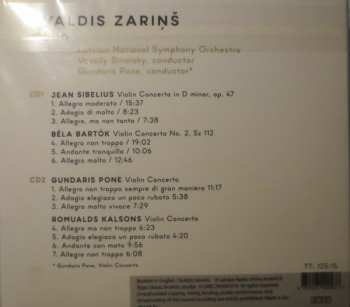 VALDIS ZARIŅŠ
Latvian National Symphony Orchestra
Vassily Sinaisky, conductor
Gundaris Pone, conductor*
CD1 JEAN SIBELIUS Violin Concerto in D minor, op. 47
1. Allegro moderato / 15:37
2. Adagio di molto / 8:23
3. Allegro, ma non tanto / 7:38
BÉLA BARTÓK Violin Concerto No. 2, Sz 112
4. Allegro non troppo / 19:02
5. Andante tranquillo / 10:06
6. Allegro molto / 12:46
CD2 GUNDARIS PONE Violin Concerto
1. Allegro non troppo sempre di gran maniera 11:17
2. Adagio elegiaco un poco rubato 5:38
3. Allegro molto vivace 7:29
ROMUALDS KALSONS Violin Concerto
4. Allegro ma non troppo 6:23
5. Adagio elegiaco un poco rubato 4:20
6. Andante con moto 9:56
7. Allegro non troppo 6:08
* Gundaris Pone, Violin Concerto
TT: 125:15